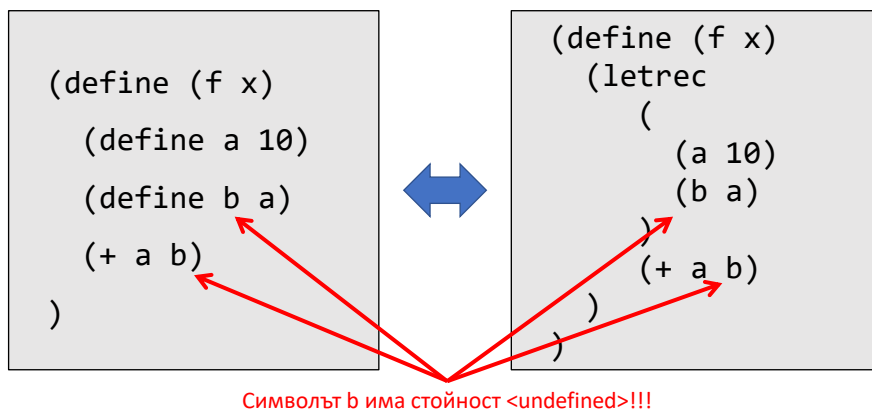 (define (f x)
(define a 10)
(define b a)
(+ a b)
)
(define (f x)
(letrec
(
(a 10)
(b a)
)
(+ a b)
)
)
Символът b има стойност <undefined>!!!